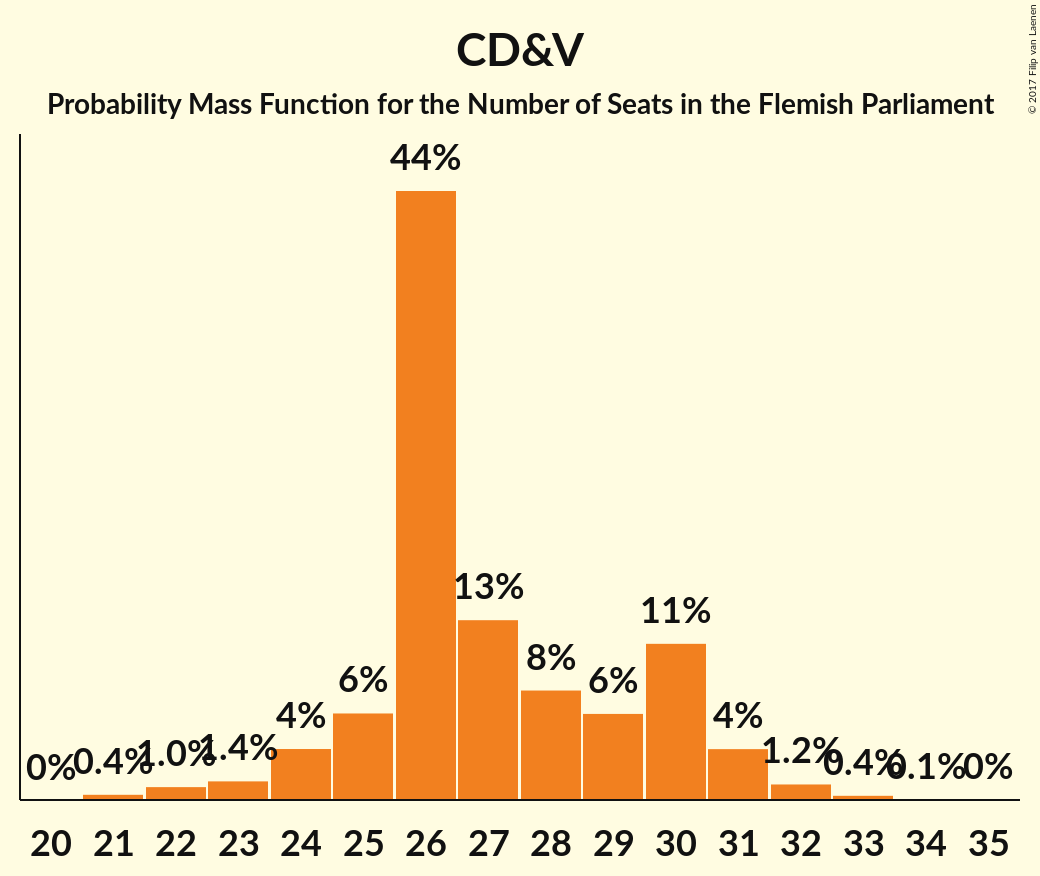 CD&V
Probability Mass Function for the Number of Seats in the Flemish Parliament
© 2017 Filip van Laenen
0% 0.4% 1.0% 1.4% 4% 6% 44% 13% 8% 6% 11% 4% 1.2% 0.4% 0.1% 0%
20 21 22 23 24 25 26 27 28 29 30 31 32 33 34 35